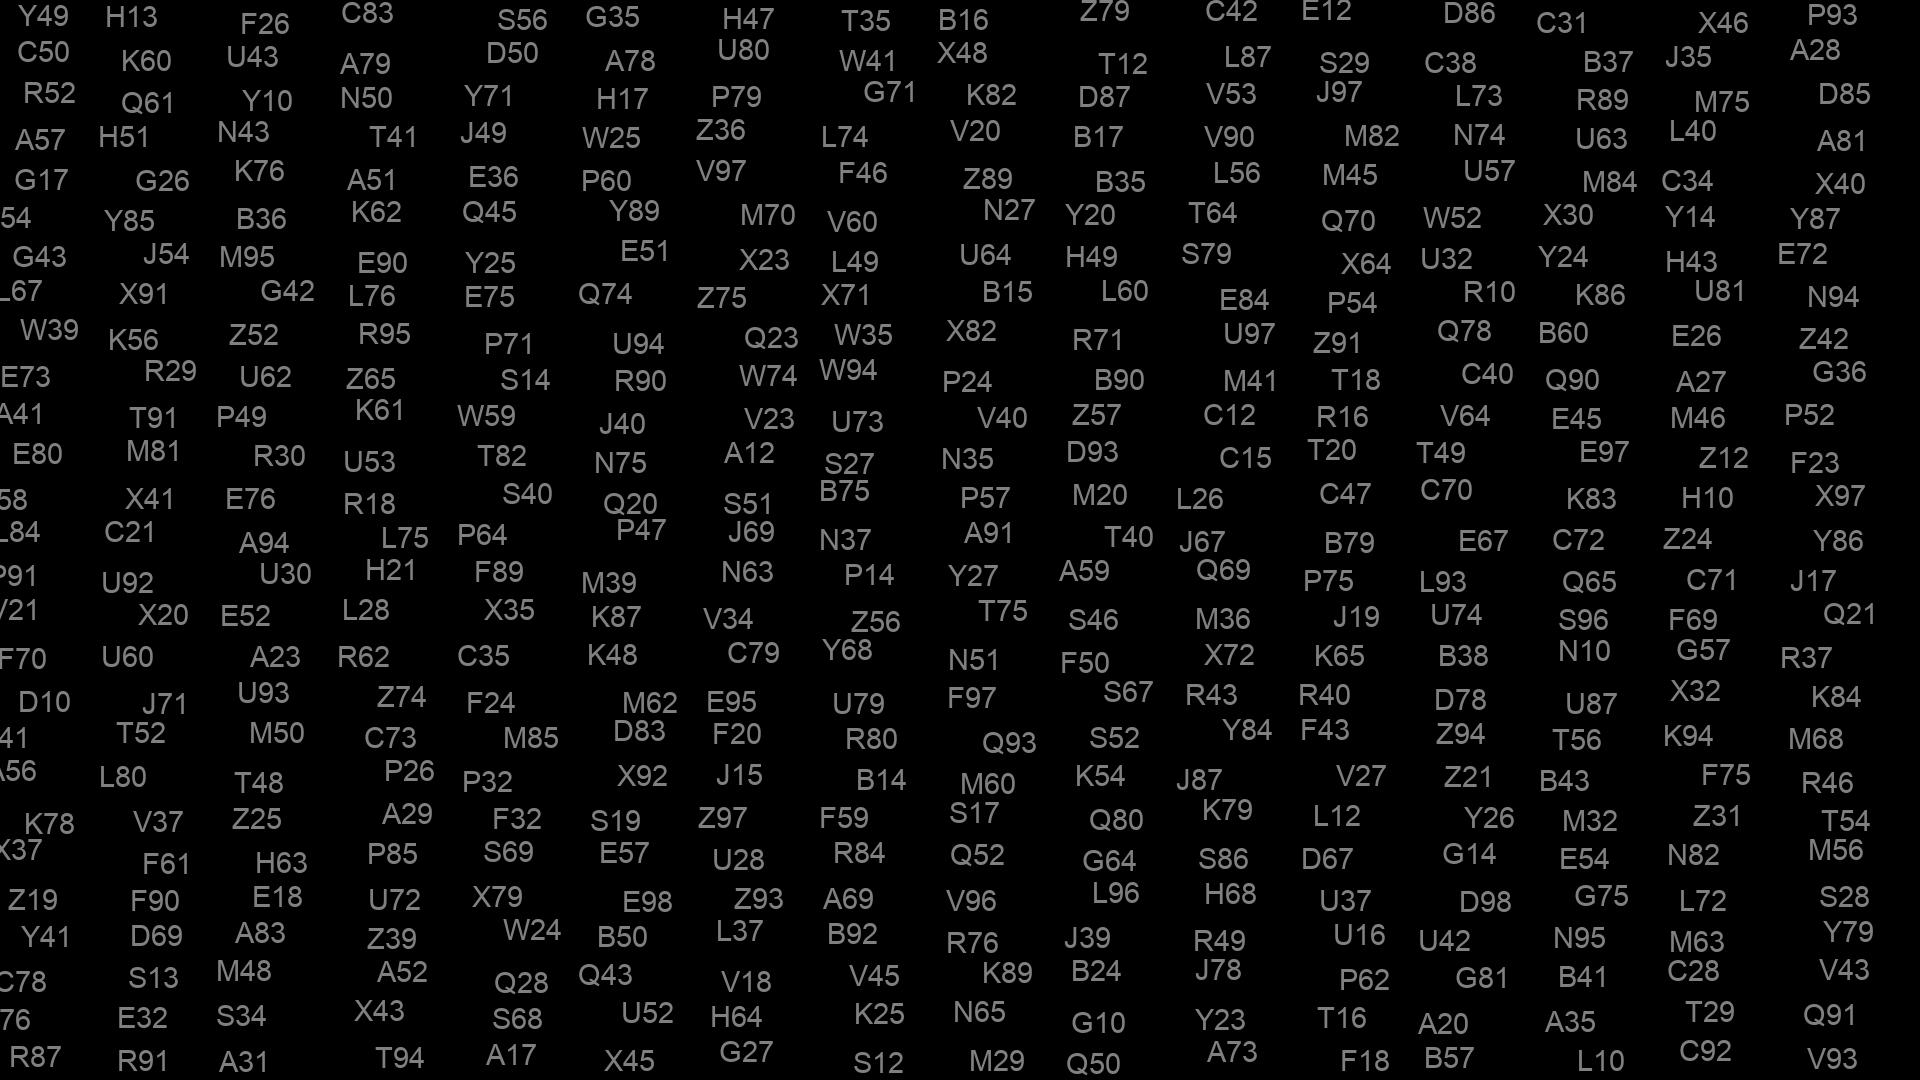 Y49 H13 F26 C83 S56 G35 H47 T35 B16 Z79 C42 E12 D86 C31 X46 P93
C50 K60 U43 A79 D50 A78 U80 W41 X48 T12 L87 S29 C38 B37 J35 A28
R52 Q61 Y10 N50 Y71 H17 P79 G71 K82 D87 V53 J97 L73 R89 M75 D85
A57 H51 N43 T41 J49 W25 Z36 L74 V20 B17 V90 M82 N74 U63 L40 A81
G17 G26 K76 A51 E36 P60 V97 F46 Z89 B35 L56 M45 U57 M84 C34 X40
54 Y85 B36 K62 Q45 Y89 M70 V60 N27 Y20 T64 Q70 W52 X30 Y14 Y87
G43 J54 M95 E90 Y25 E51 X23 L49 U64 H49 S79 X64 U32 Y24 H43 E72
L67 X91 G42 L76 E75 Q74 Z75 X71 B15 L60 E84 P54 R10 K86 U81 N94
W39 K56 Z52 R95 P71 U94 Q23 W35 X82 R71 U97 Z91 Q78 B60 E26 Z42
E73 R29 U62 Z65 S14 R90 W74 W94 P24 B90 M41 T18 C40 Q90 A27 G36
A41 T91 P49 K61 W59 J40 V23 U73 V40 Z57 C12 R16 V64 E45 M46 P52
E80 M81 R30 U53 T82 N75 A12 S27 N35 D93 C15 T20 T49 E97 Z12 F23
58 X41 E76 R18 S40 Q20 S51 B75 P57 M20 L26 C47 C70 K83 H10 X97
L84 C21 A94 L75 P64 P47 J69 N37 A91 T40 J67 B79 E67 C72 Z24 Y86
P91 U92 U30 H21 F89 M39 N63 P14 Y27 A59 Q69 P75 L93 Q65 C71 J17
V21 X20 E52 L28 X35 K87 V34 Z56 T75 S46 M36 J19 U74 S96 F69 Q21
F70 U60 A23 R62 C35 K48 C79 Y68 N51 F50 X72 K65 B38 N10 G57 R37
D10 J71 U93 Z74 F24 M62 E95 U79 F97 S67 R43 R40 D78 U87 X32 K84
41 T52 M50 C73 M85 D83 F20 R80 Q93 S52 Y84 F43 Z94 T56 K94 M68
A56 L80 T48 P26 P32 X92 J15 B14 M60 K54 J87 V27 Z21 B43 F75 R46
K78 V37 Z25 A29 F32 S19 Z97 F59 S17 Q80 K79 L12 Y26 M32 Z31 T54
X37 F61 H63 P85 S69 E57 U28 R84 Q52 G64 S86 D67 G14 E54 N82 M56
Z19 F90 E18 U72 X79 E98 Z93 A69 V96 L96 H68 U37 D98 G75 L72 S28
Y41 D69 A83 Z39 W24 B50 L37 B92 R76 J39 R49 U16 U42 N95 M63 Y79
C78 S13 M48 A52 Q28 Q43 V18 V45 K89 B24 J78 P62 G81 B41 C28 V43
76 E32 S34 X43 S68 U52 H64 K25 N65 G10 Y23 T16 A20 A35 T29 Q91
R87 R91 A31 T94 A17 X45 G27 S12 M29 Q50 A73 F18 B57 L10 C92 V93